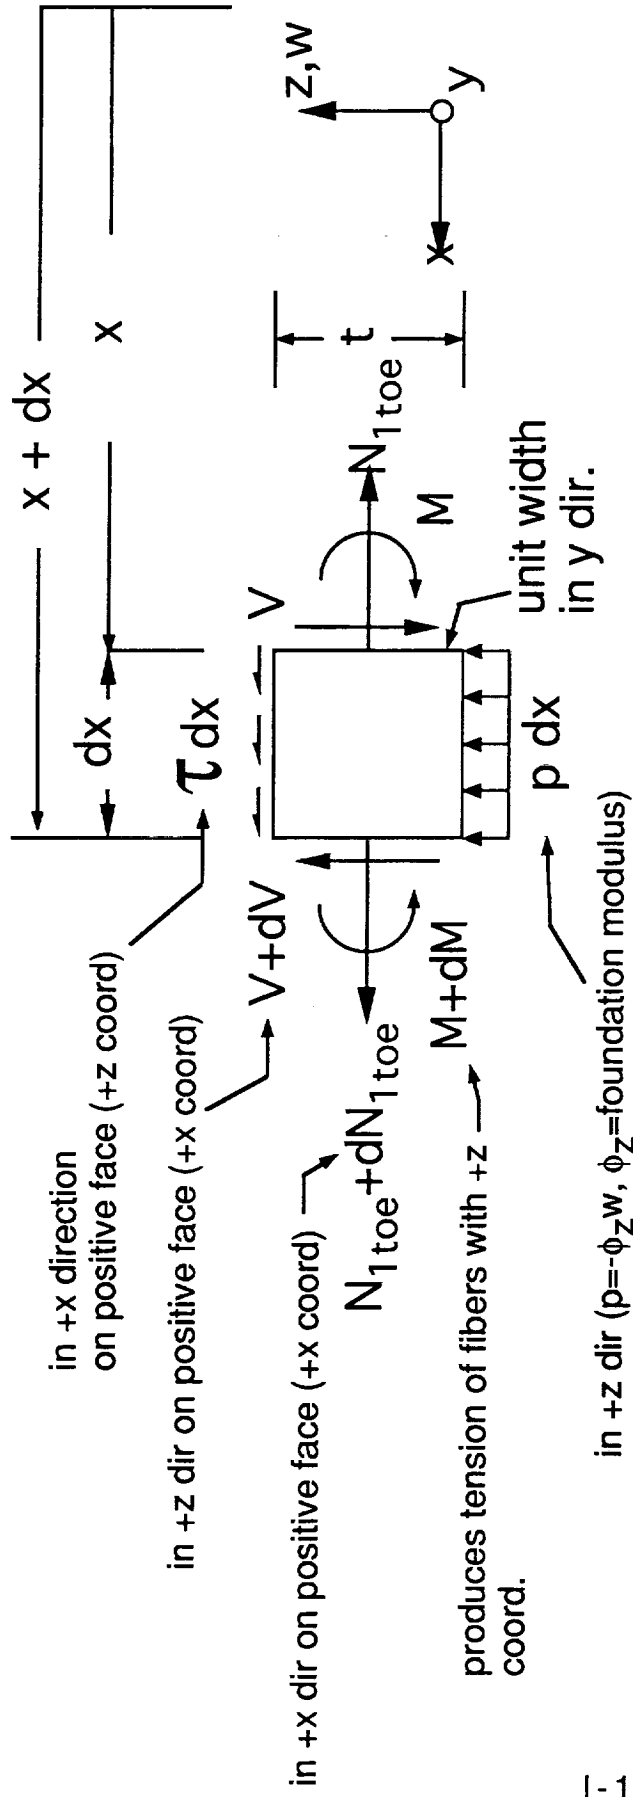 x + dx
x
dx
τ dx
z,w
y
x
t
V
N1toe
M
unit width
in y dir.
p dx
V+dV
N1toe+dN1toe
M+dM
in +x direction
on positive face (+z coord)
in +z dir on positive face (+x coord)
in +x dir on positive face (+x coord)
produces tension of fibers with +z
coord.
in +z dir (p=-ϕzw, ϕz=foundation modulus)